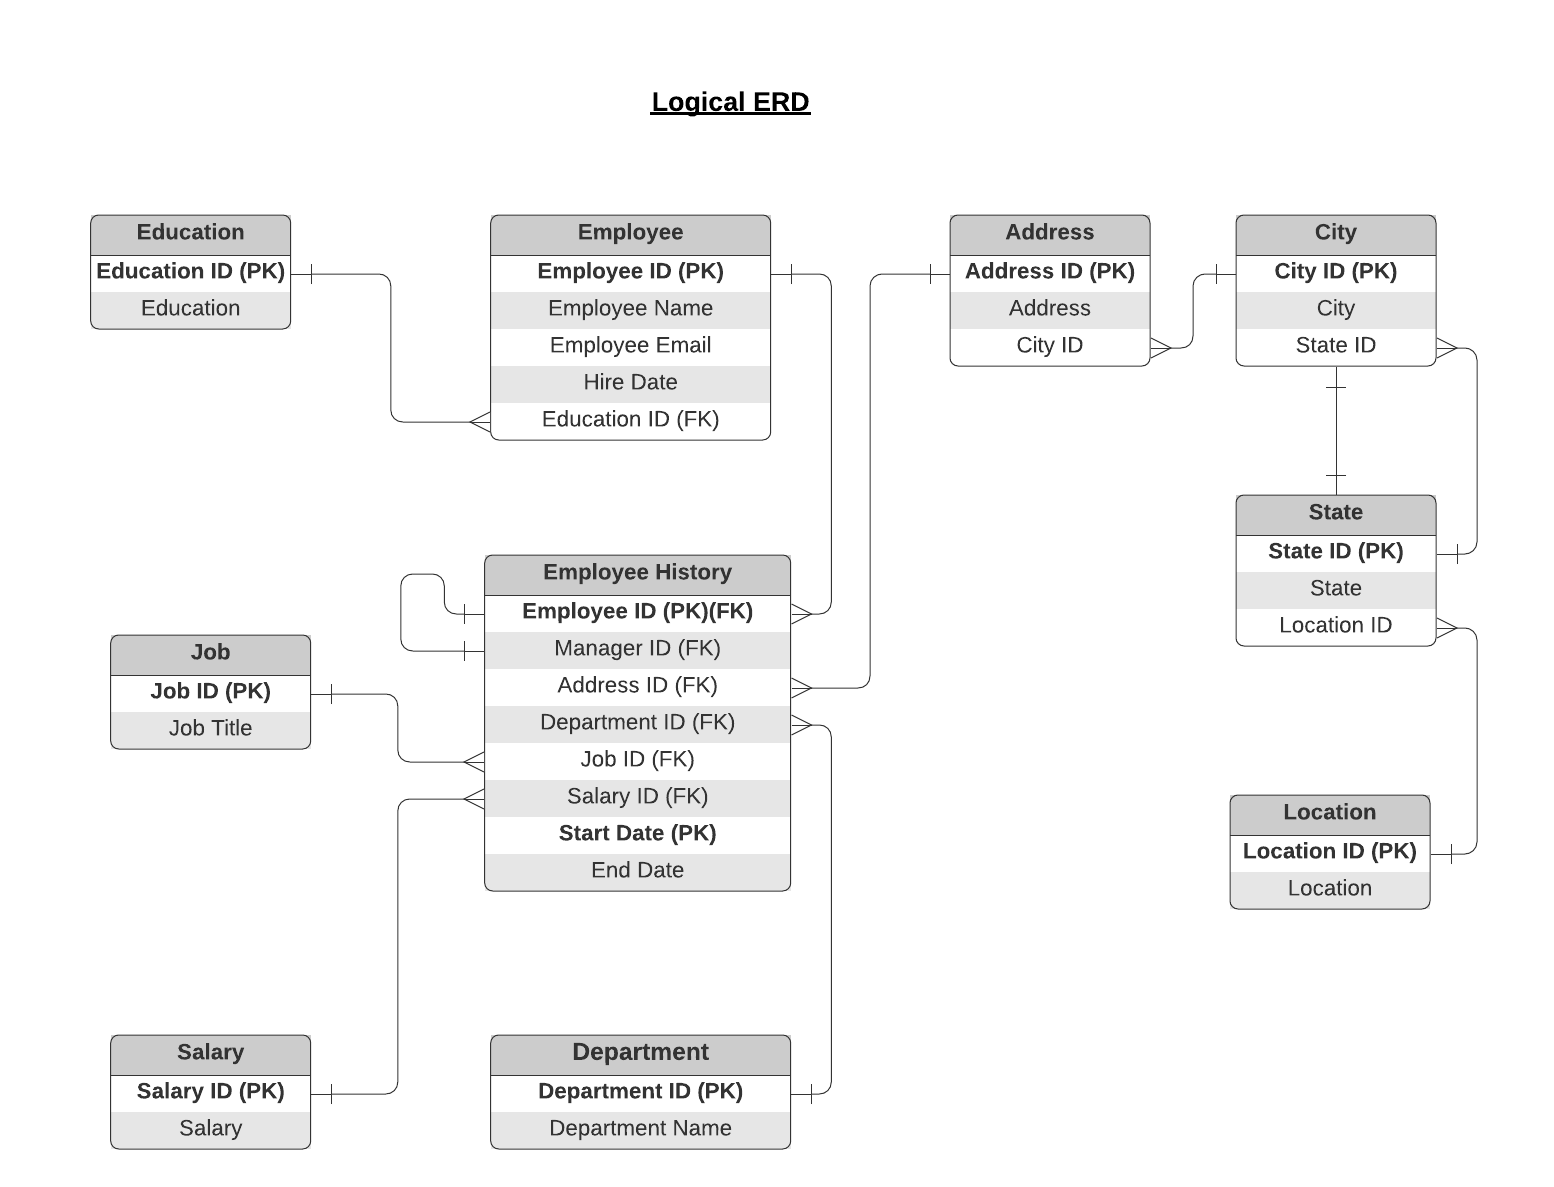 Logical ERD
Education
Education ID (PK)
Education
Employee
Employee ID (PK)
Employee Name
Employee Email
Hire Date
Education ID (FK)
Address
Address ID (PK)
Address
City ID
City
City ID (PK)
City
State ID
State
State ID (PK)
State
Location ID
Employee History
Employee ID (PK)(FK)
Manager ID (FK)
Address ID (FK)
Department ID (FK)
Job ID (FK)
Salary ID (FK)
Start Date (PK)
End Date
Job
Job ID (PK)
Job Title
Location
Location ID (PK)
Location
Salary
Salary ID (PK)
Salary
Department
Department ID (PK)
Department Name